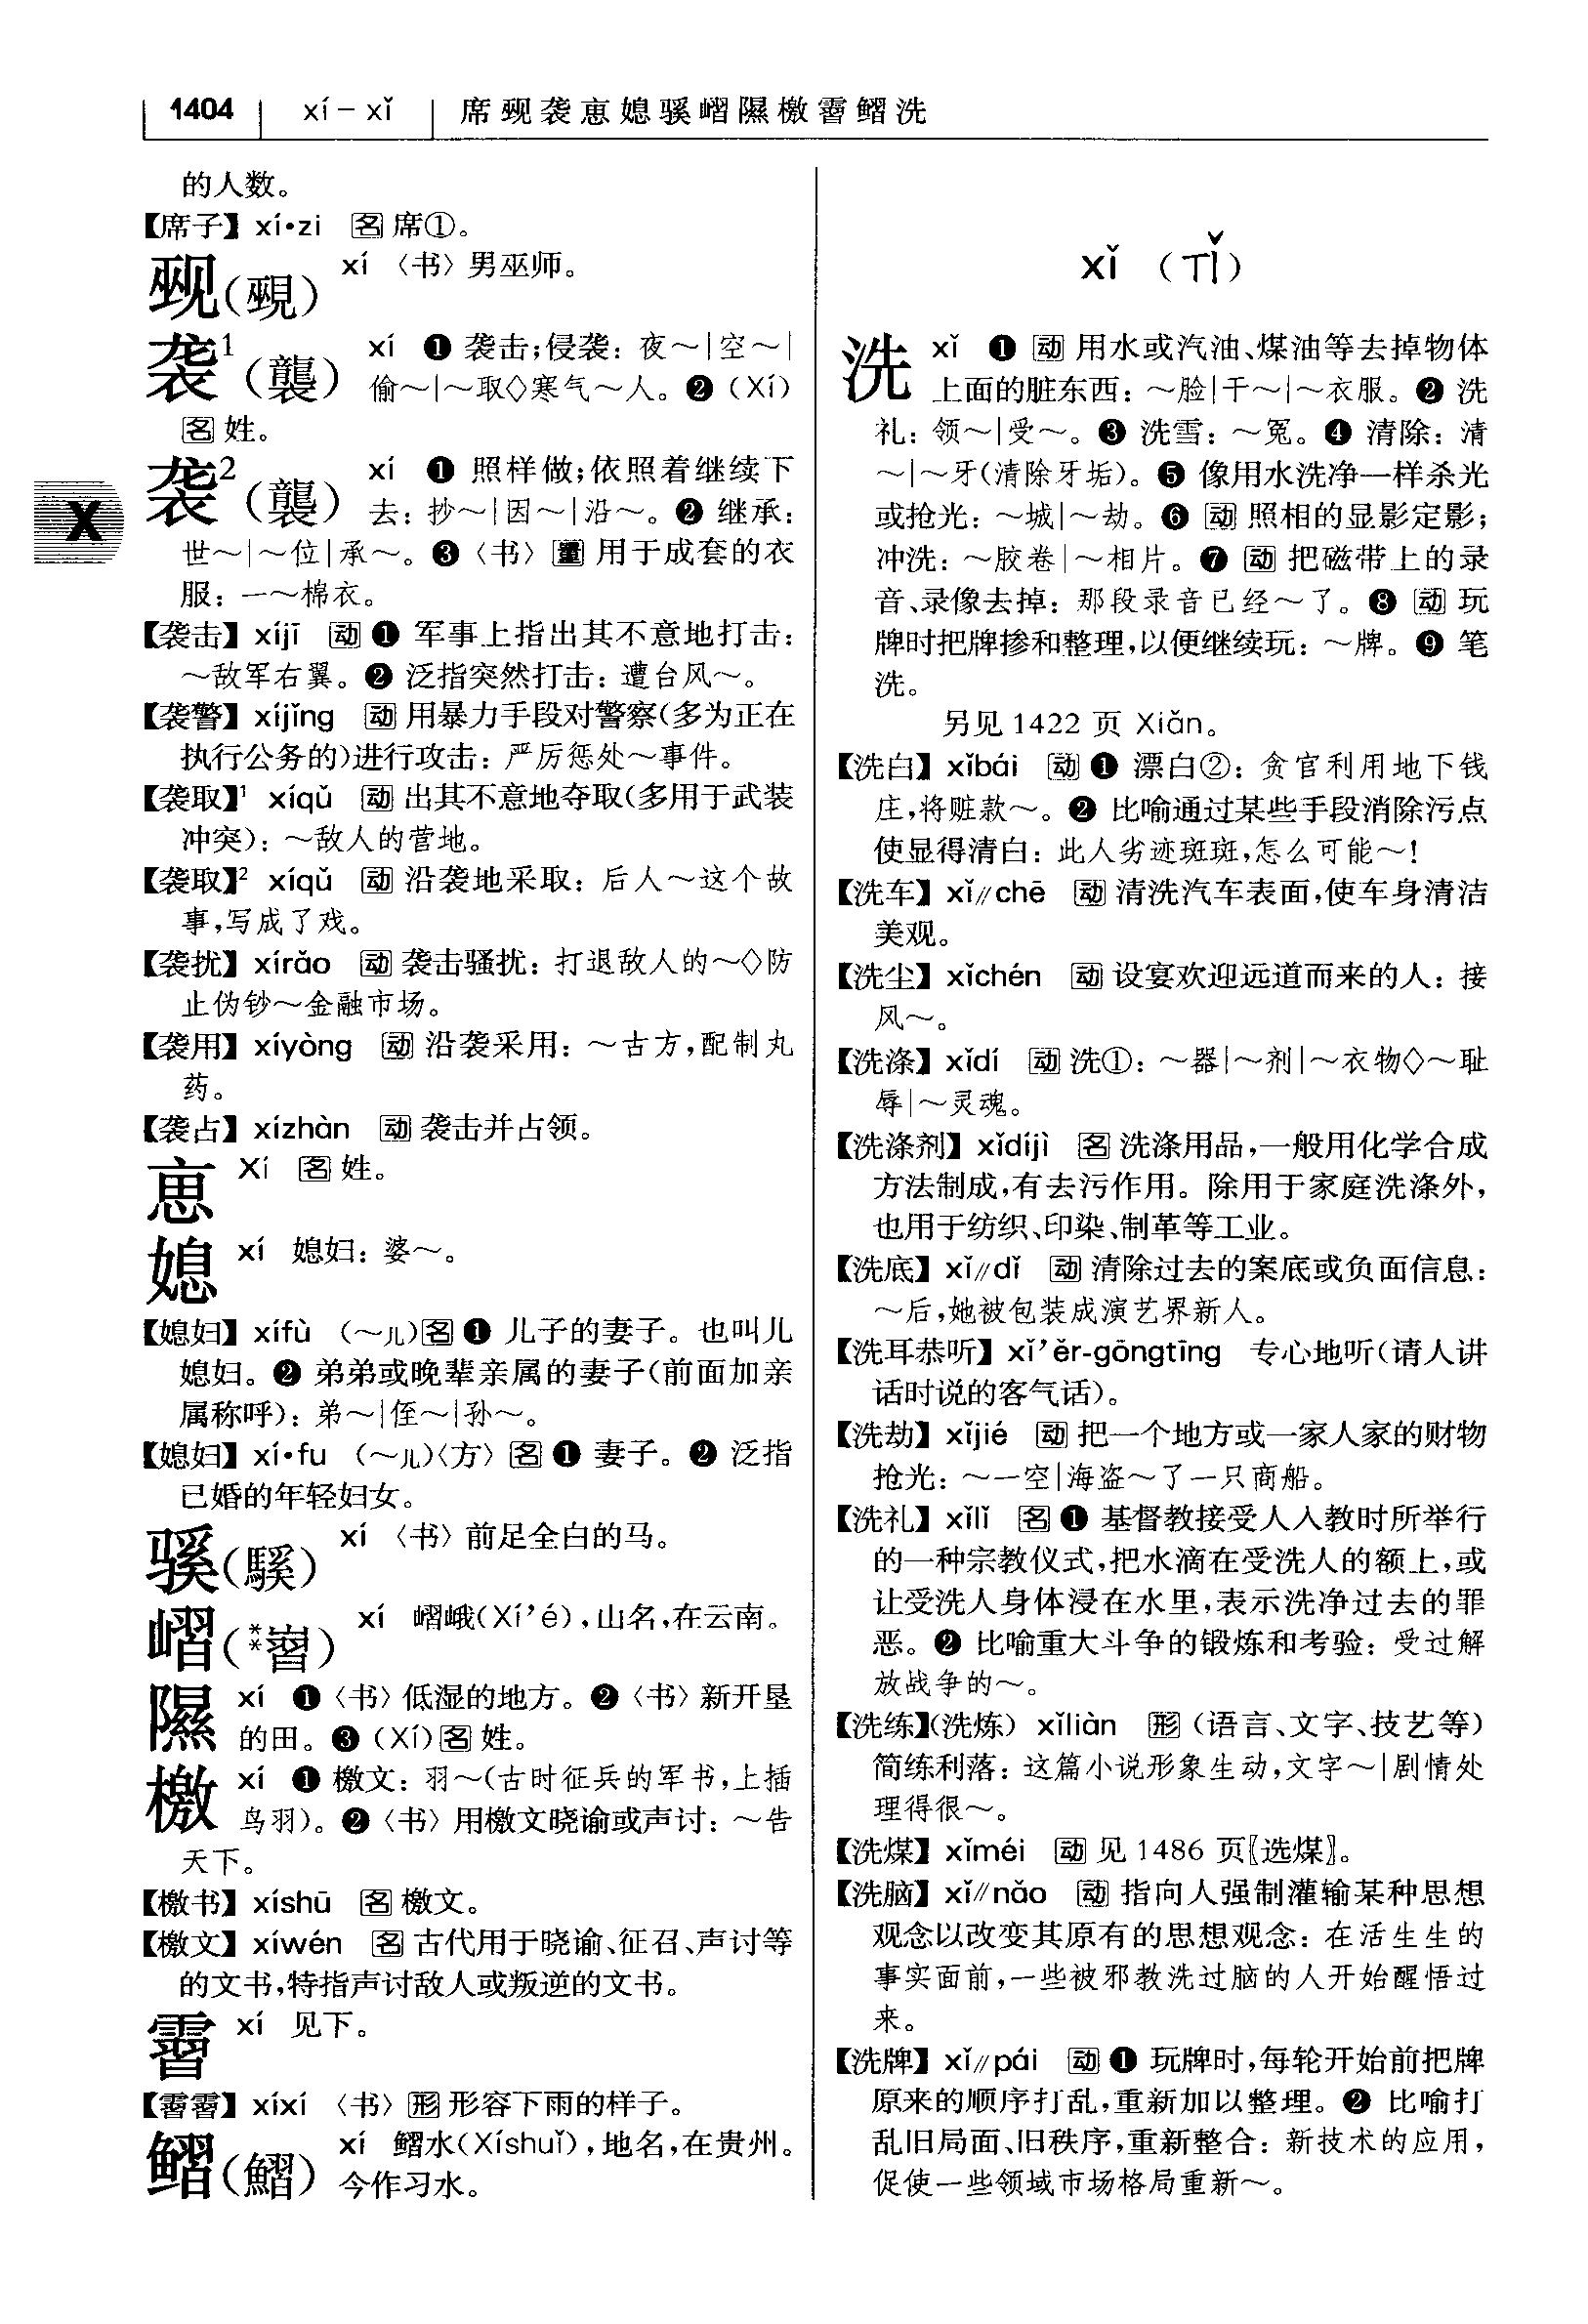 1404 xí－xǐ 席觋袭惪媳骙嶍隰檄霫鳛洗
的人数。
【席子】xí·zi 名 席①。
觋(覡) xí 〈书〉男巫师。
袭¹(襲) xí ❶ 袭击;侵袭：夜～|空～|
偷～|～取◇寒气～人。❷（Xí）
名 姓。
袭²(襲) xí ❶ 照样做;依照着继续下
去：抄～|因～|沿～。❷ 继承：
世～|～位|承～。❸〈书〉量 用于成套的衣
服：一～棉衣。
【袭击】xíjī 动 ❶ 军事上指出其不意地打击：
～敌军右翼。❷ 泛指突然打击：遭台风～。
【袭警】xíjǐng 动 用暴力手段对警察(多为正在
执行公务的)进行攻击：严厉惩处～事件。
【袭取】¹ xíqǔ 动 出其不意地夺取(多用于武装
冲突)：～敌人的营地。
【袭取】² xíqǔ 动 沿袭地采取：后人～这个故
事,写成了戏。
【袭扰】xírǎo 动 袭击骚扰：打退敌人的～◇防
止伪钞～金融市场。
【袭用】xíyòng 动 沿袭采用：～古方,配制丸
药。
【袭占】xízhàn 动 袭击并占领。
Xí 名 姓。
媳 xí 媳妇：婆～。
【媳妇】xífù （～儿）名 ❶ 儿子的妻子。也叫儿
媳妇。❷ 弟弟或晚辈亲属的妻子(前面加亲
属称呼)：弟～|侄～|孙～。
【媳妇】xí·fu （～儿）〈方〉名 ❶ 妻子。❷ 泛指
已婚的年轻妇女。
xí 〈书〉前足全白的马。
嶍(**嶜) xí 嶍峨(Xí’é),山名,在云南。
隰 xí ❶〈书〉低湿的地方。❷〈书〉新开垦
的田。❸（Xí）名 姓。
檄 xí ❶ 檄文：羽～(古时征兵的军书,上插
鸟羽)。❷〈书〉用檄文晓谕或声讨：～告
天下。
【檄书】xíshū 名 檄文。
【檄文】xíwén 名 古代用于晓谕、征召、声讨等
的文书,特指声讨敌人或叛逆的文书。
霫 xí 见下。
【霫霫】xíxí 〈书〉形 形容下雨的样子。
鳛(鰼) xí 鳛水(Xíshuǐ),地名,在贵州。
今作习水。
xǐ （ㄒㄧˇ）
洗 xǐ ❶ 动 用水或汽油、煤油等去掉物体
上面的脏东西：～脸|干～|～衣服。❷ 洗
礼：领～|受～。❸ 洗雪：～冤。❹ 清除：清
～|～牙(清除牙垢)。❺ 像用水洗净一样杀光
或抢光：～城|～劫。❻ 动 照相的显影定影;
冲洗：～胶卷|～相片。❼ 动 把磁带上的录
音、录像去掉：那段录音已经～了。❽ 动 玩
牌时把牌掺和整理,以便继续玩：～牌。❾ 笔
洗。
另见 1422 页 Xiǎn。
【洗白】xǐbái 动 ❶ 漂白②：贪官利用地下钱
庄,将赃款～。❷ 比喻通过某些手段消除污点
使显得清白：此人劣迹斑斑,怎么可能～!
【洗车】xǐ∥chē 动 清洗汽车表面,使车身清洁
美观。
【洗尘】xǐchén 动 设宴欢迎远道而来的人：接
风～。
【洗涤】xǐdí 动 洗①：～器|～剂|～衣物◇～耻
辱|～灵魂。
【洗涤剂】xǐdíjì 名 洗涤用品,一般用化学合成
方法制成,有去污作用。除用于家庭洗涤外,
也用于纺织、印染、制革等工业。
【洗底】xǐ∥dǐ 动 清除过去的案底或负面信息：
～后,她被包装成演艺界新人。
【洗耳恭听】xǐ’ěr-gōngtīng 专心地听(请人讲
话时说的客气话)。
【洗劫】xǐjié 动 把一个地方或一家人家的财物
抢光：～一空|海盗～了一只商船。
【洗礼】xǐlǐ 名 ❶ 基督教接受人入教时所举行
的一种宗教仪式,把水滴在受洗人的额上,或
让受洗人身体浸在水里,表示洗净过去的罪
恶。❷ 比喻重大斗争的锻炼和考验：受过解
放战争的～。
【洗练】(洗炼) xǐliàn 形 (语言、文字、技艺等)
简练利落：这篇小说形象生动,文字～|剧情处
理得很～。
【洗煤】xǐméi 动 见 1486 页〖选煤〗。
【洗脑】xǐ∥nǎo 动 指向人强制灌输某种思想
观念以改变其原有的思想观念：在活生生的
事实面前,一些被邪教洗过脑的人开始醒悟过
来。
【洗牌】xǐ∥pái 动 ❶ 玩牌时,每轮开始前把牌
原来的顺序打乱,重新加以整理。❷ 比喻打
乱旧局面、旧秩序,重新整合：新技术的应用,
促使一些领域市场格局重新～。
X